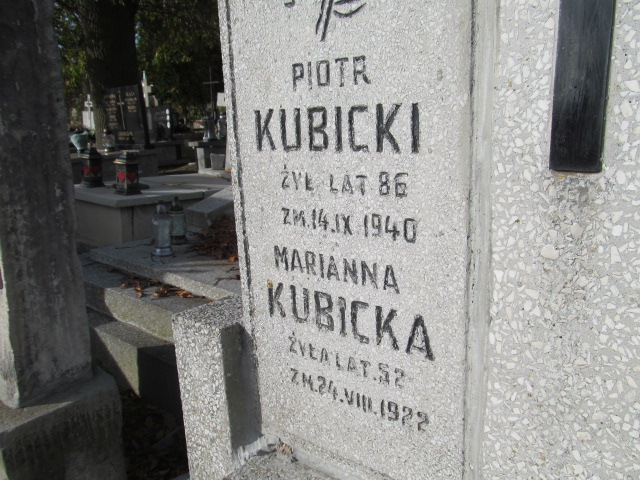 PIOTR
KUBICKI
ŻYŁ LAT 86
ZM.14.IX 1940
MARIANNA
KUBICKA
ŻYŁA LAT.52
ZM.24.VIII.1922